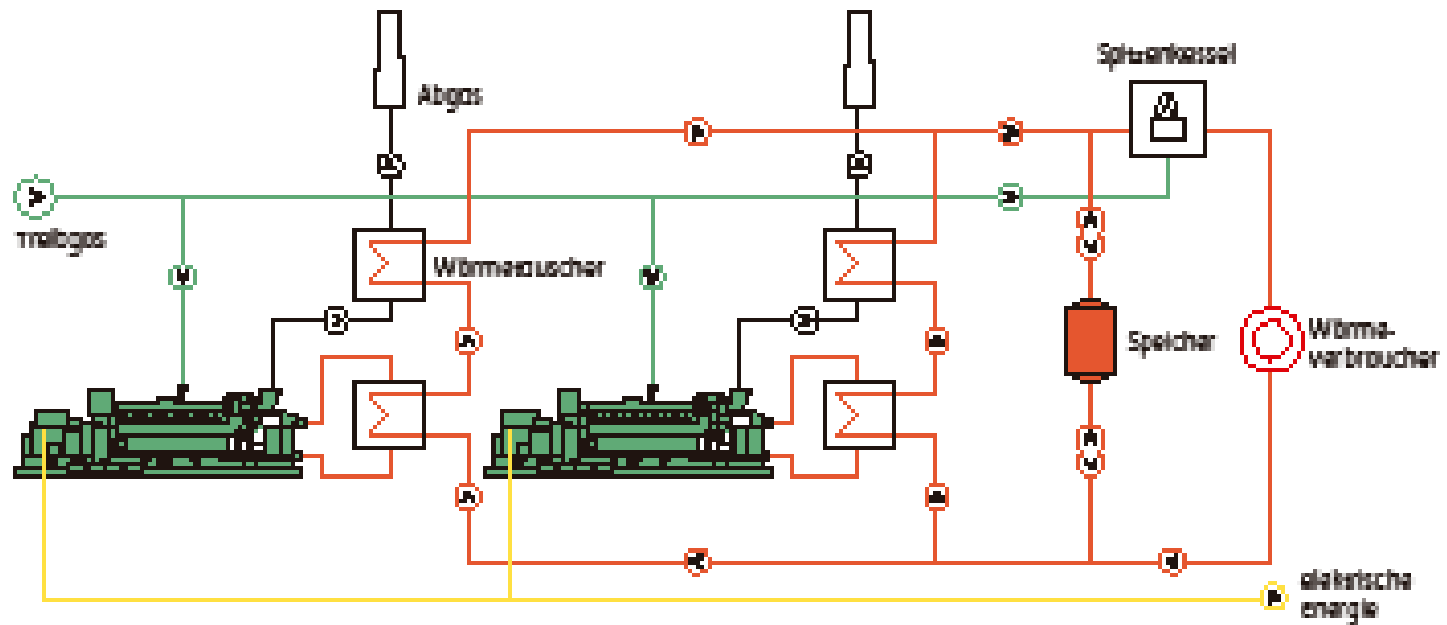 Spitzenkessel
Abgas
Treibgas
Wärmetauscher
Speicher
Wärme-
verbraucher
elektrische
energie